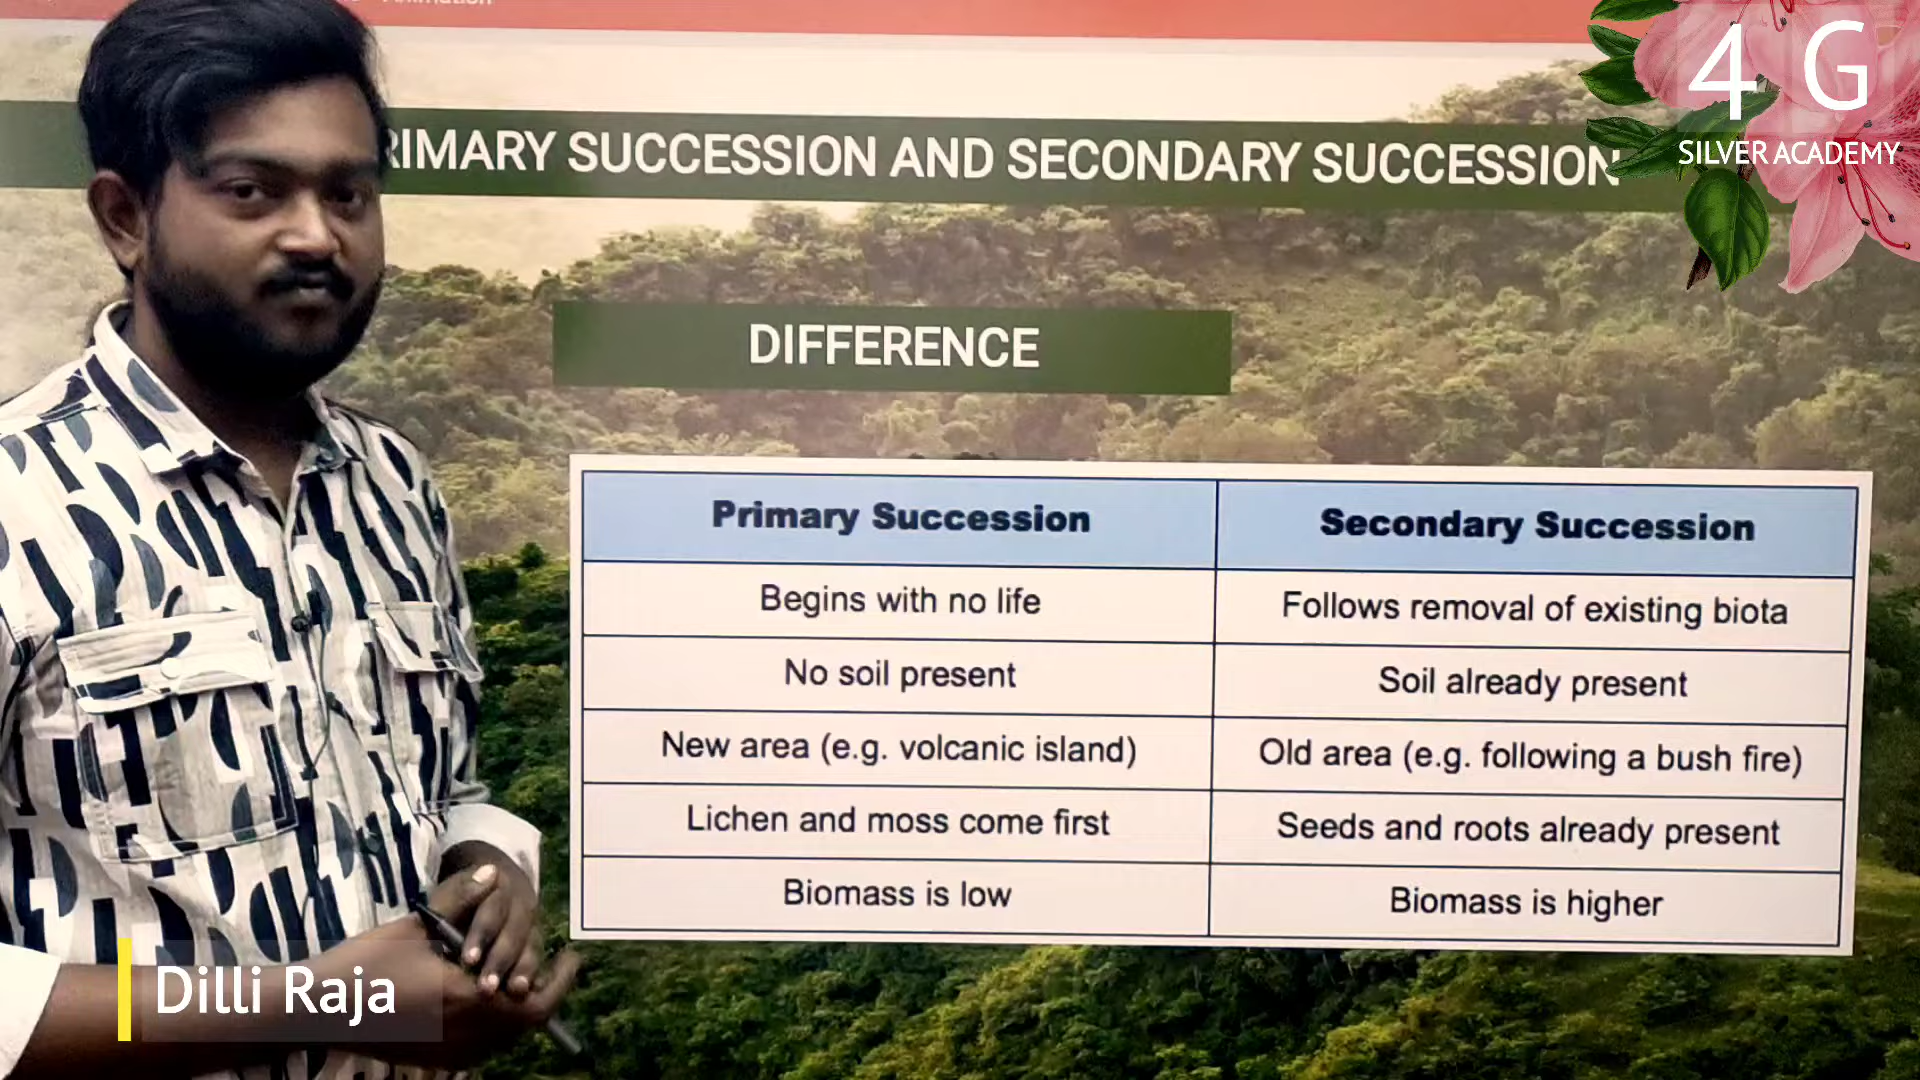 4 G
SILVER ACADEMY
RIMARY SUCCESSION AND SECONDARY SUCCESSION
DIFFERENCE
Primary Succession Secondary Succession
Begins with no life Follows removal of existing biota
No soil present Soil already present
New area (e.g. volcanic island) Old area (e.g. following a bush fire)
Lichen and moss come first Seeds and roots already present
Biomass is low Biomass is higher
Dilli Raja